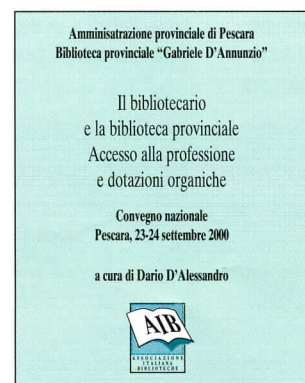 Amminisatrazione provinciale di Pescara
Biblioteca provinciale “Gabriele D’Annunzio”
Il bibliotecario
e la biblioteca provinciale
Accesso alla professione
e dotazioni organiche
Convegno nazionale
Pescara, 23-24 settembre 2000
a cura di Dario D’Alessandro
AIB
ASSOCIAZIONE
ITALIANA
BIBLIOTECHE